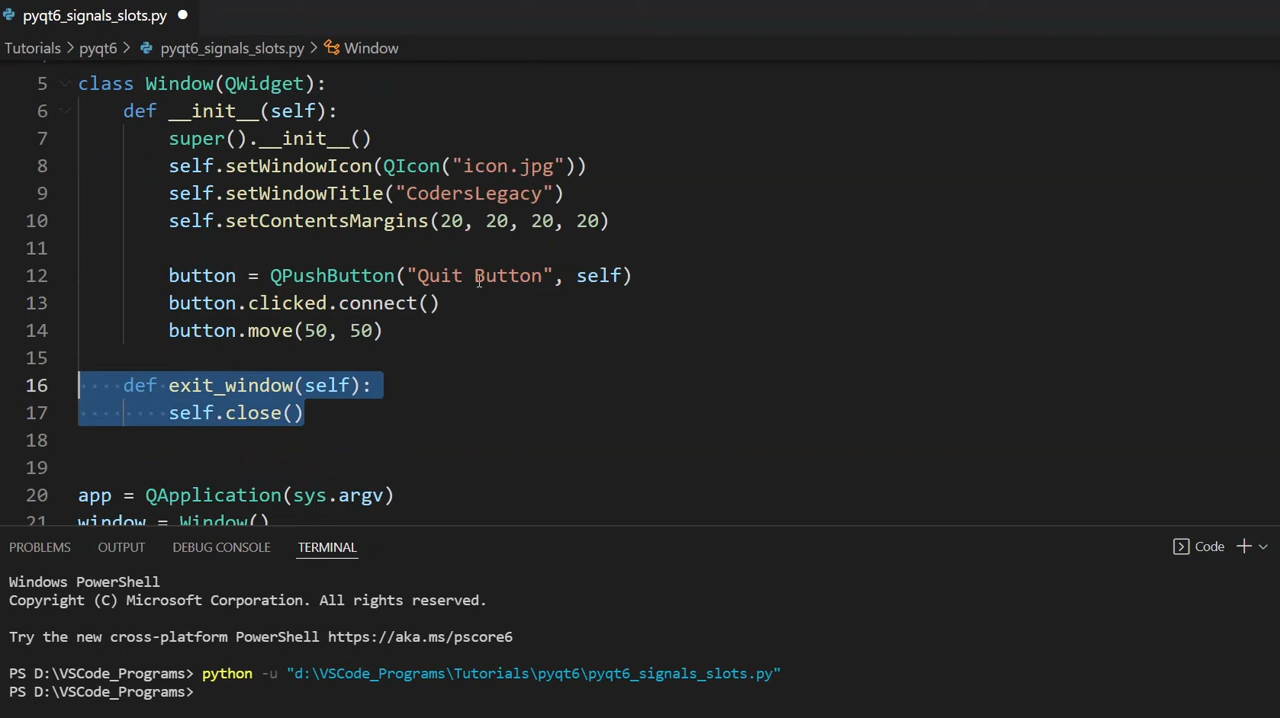 pyqt6_signals_slots.py
Tutorials > pyqt6 > pyqt6_signals_slots.py > Window
5 class Window(QWidget):
6 def __init__(self):
7 super().__init__()
8 self.setWindowIcon(QIcon("icon.jpg"))
9 self.setWindowTitle("CodersLegacy")
10 self.setContentsMargins(20, 20, 20, 20)
11
12 button = QPushButton("Quit Button", self)
13 button.clicked.connect()
14 button.move(50, 50)
15
16 def exit_window(self):
17 self.close()
18
19
20 app = QApplication(sys.argv)
21 window = Window()
PROBLEMS OUTPUT DEBUG CONSOLE TERMINAL Code
Windows PowerShell
Copyright (C) Microsoft Corporation. All rights reserved.
Try the new cross-platform PowerShell https://aka.ms/pscore6
PS D:\VSCode_Programs> python -u "d:\VSCode_Programs\Tutorials\pyqt6\pyqt6_signals_slots.py"
PS D:\VSCode_Programs>